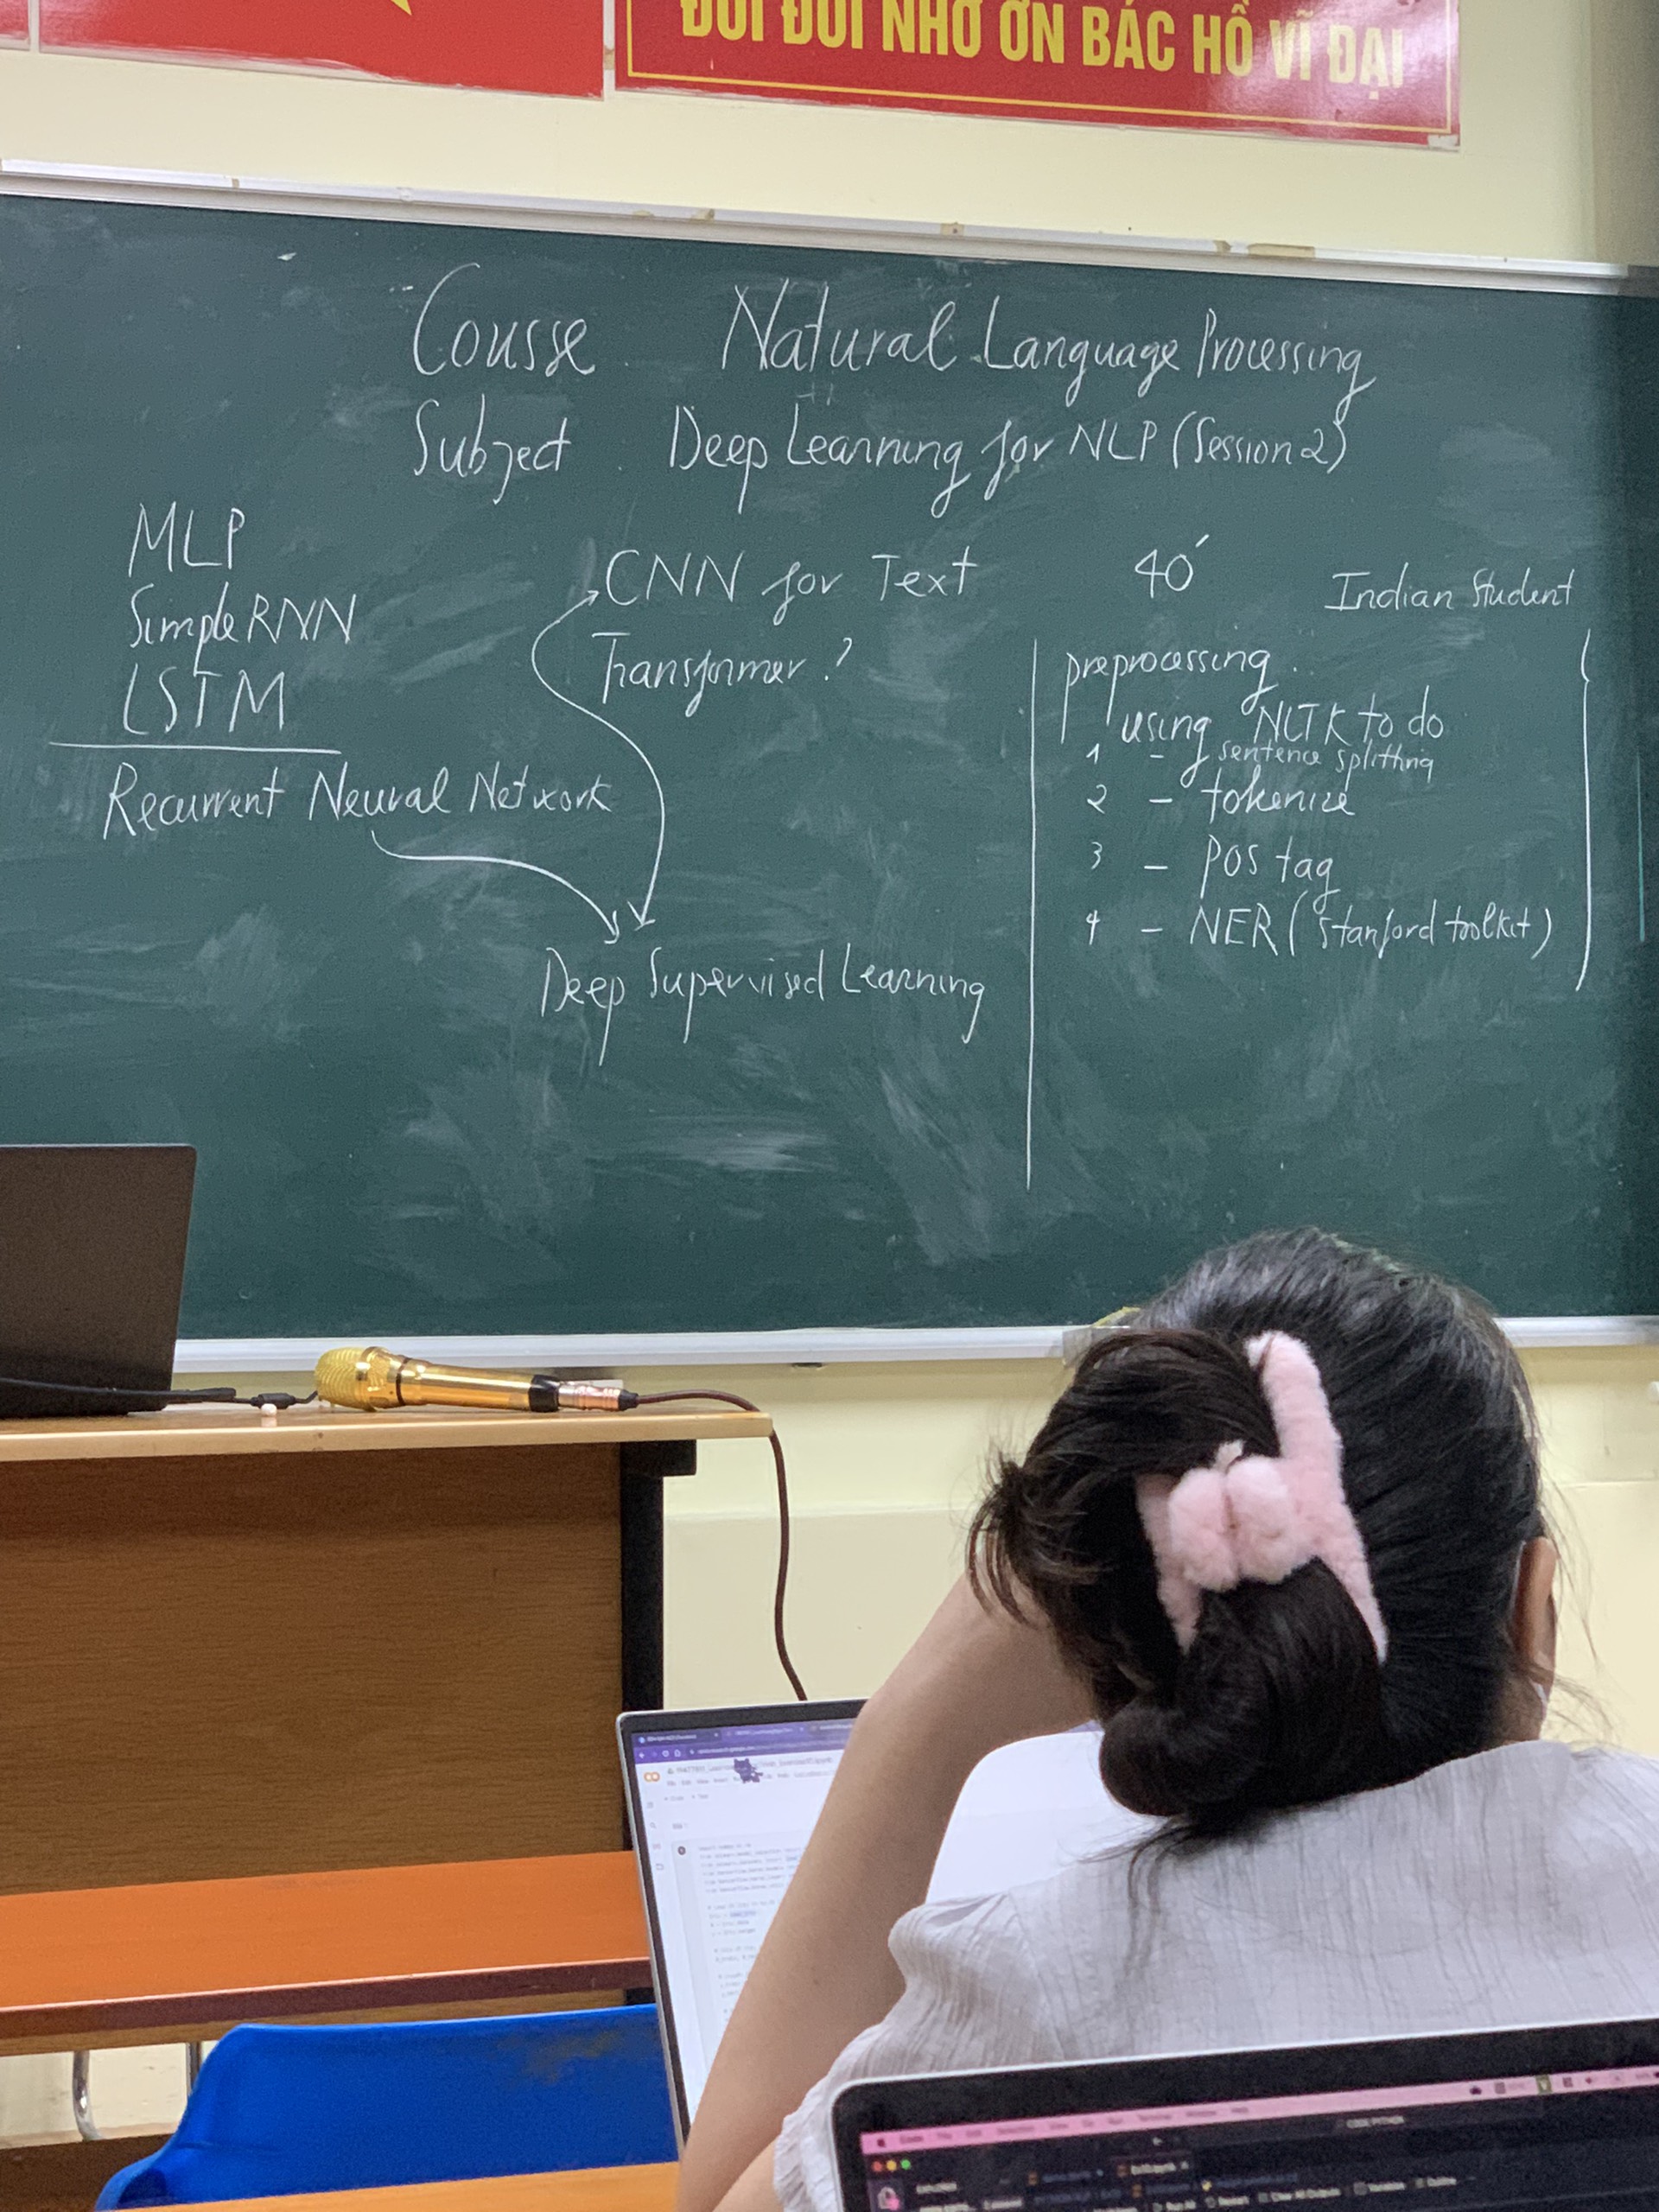 ĐỜI ĐỜI NHỚ ƠN BÁC HỒ VĨ ĐẠI
Cousse Natural Language Processing
Subject Deep Learning for NLP (Session 2)
MLP
Simple RNN
LSTM
Recurrent Neural Network
CNN for Text
Transformer ?
Deep Supervised Learning
40'
Indian Student
preprocessing.
using NLTK to do
1 - sentence splitting
2 - tokenize
3 - POS tag
4 - NER (Stanford toolkit)